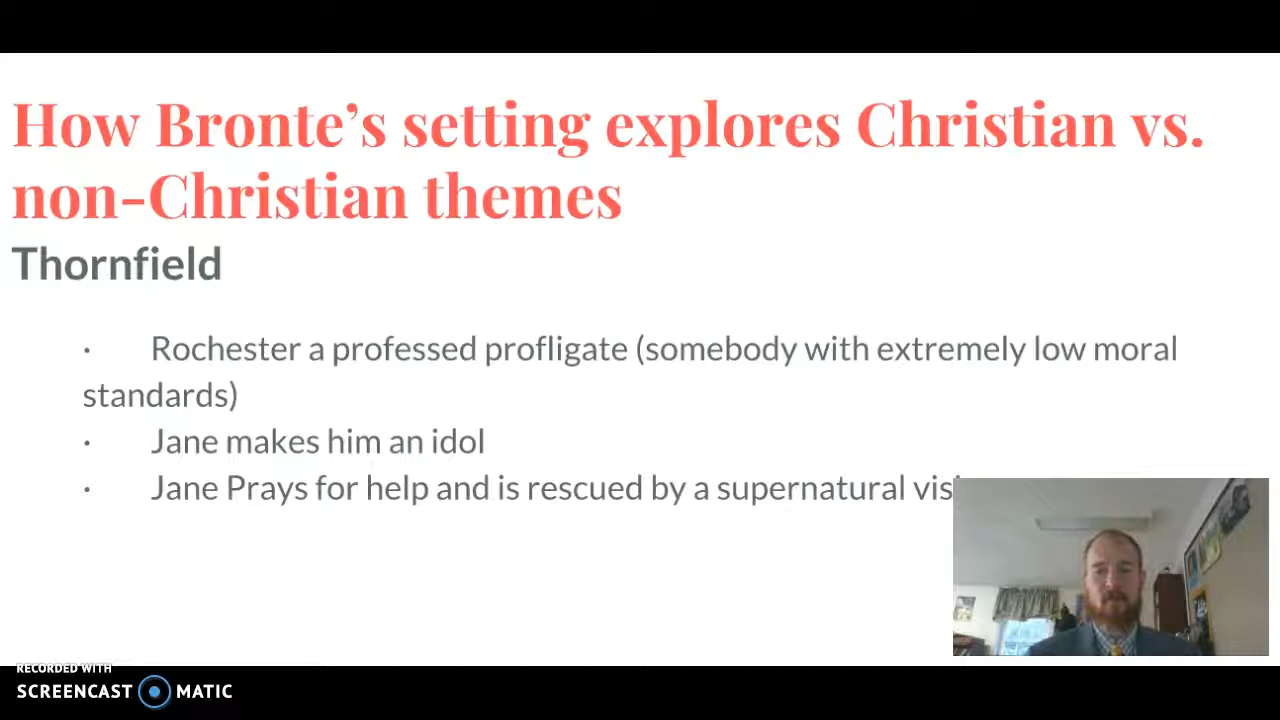 How Bronte's setting explores Christian vs.
non-Christian themes
Thornfield
· Rochester a professed profligate (somebody with extremely low moral
standards)
· Jane makes him an idol
· Jane Prays for help and is rescued by a supernatural
RECORDED WITH
SCREENCAST MATIC